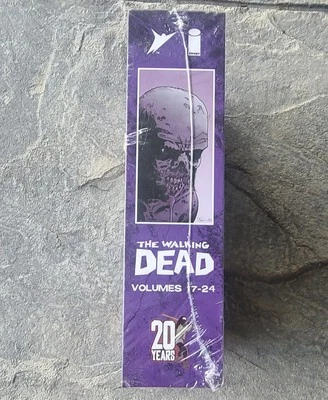 THE WALKING
DEAD
VOLUMES 17-24
20
YEARS